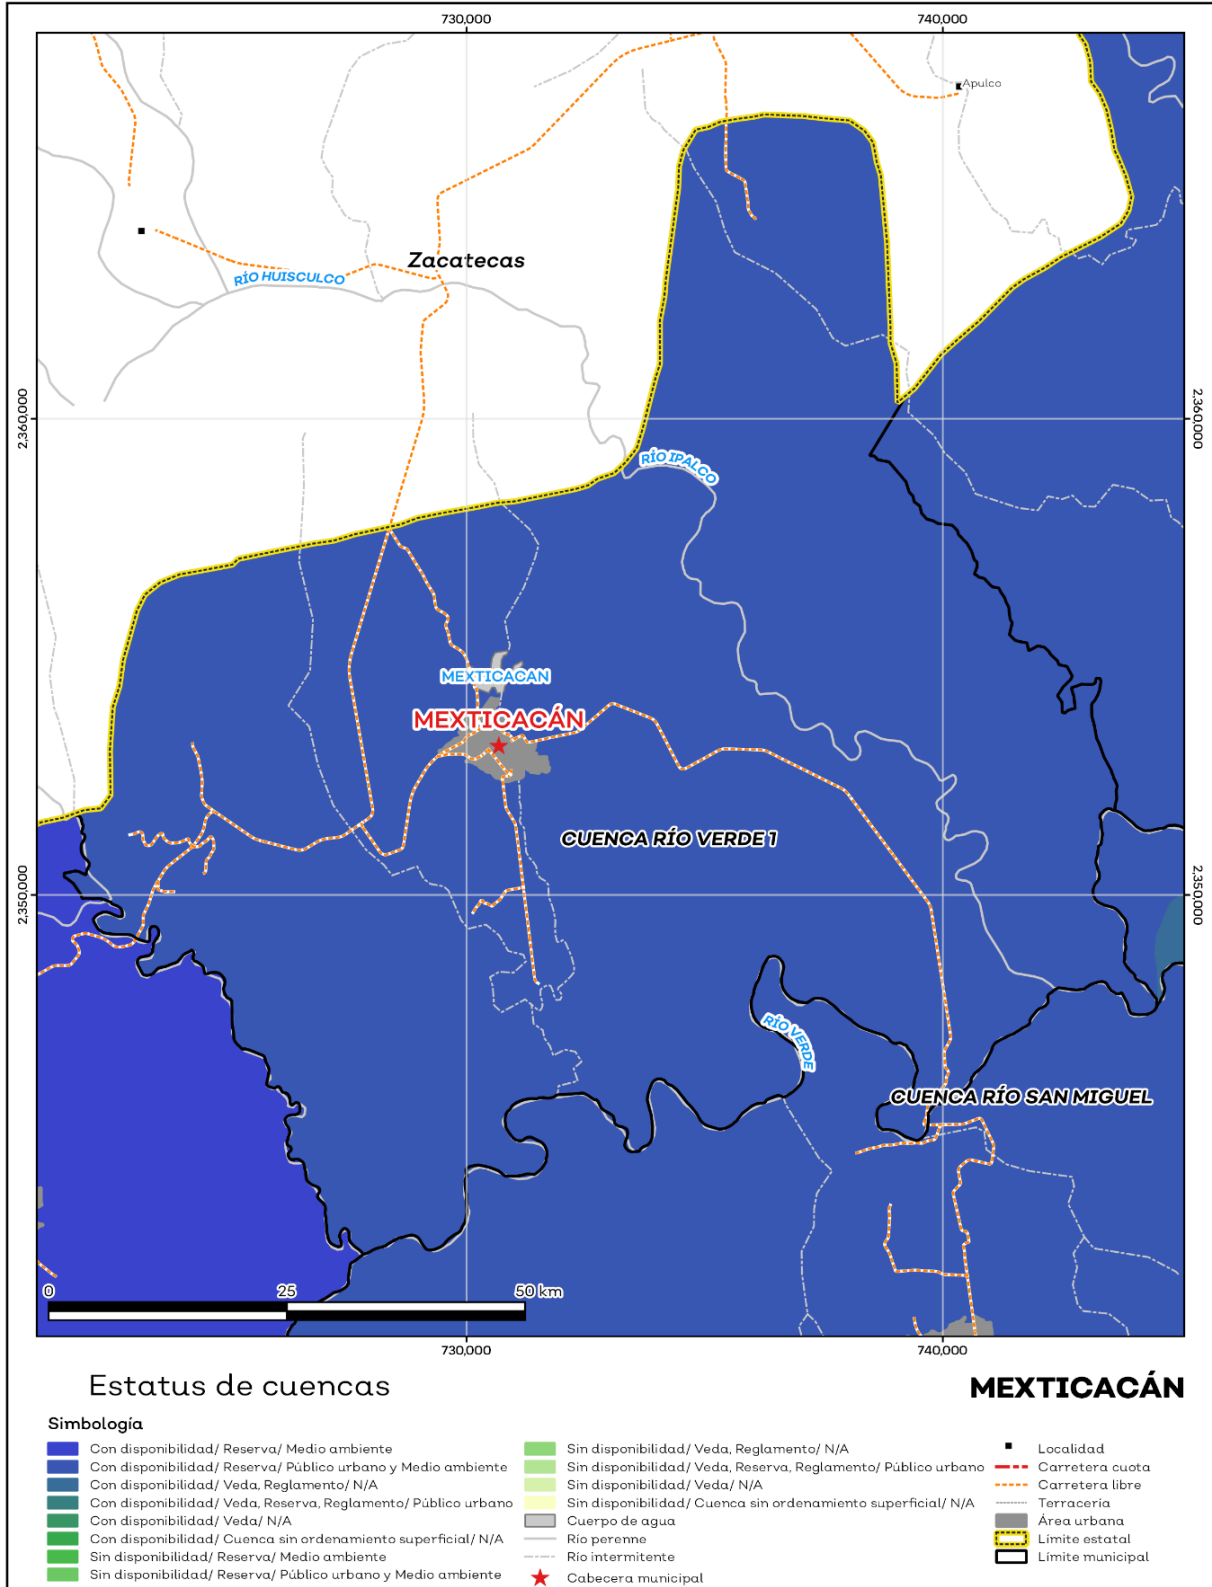 730,000
740,000
Apulco
Zacatecas
RÍO HUISCULCO
2,360,000
2,360,000
RÍO IPALCO
MEXTICACAN
MEXTICACÁN
CUENCA RÍO VERDE 1
2,350,000
2,350,000
RÍO VERDE
CUENCA RÍO SAN MIGUEL
0
25
50 km
730,000
740,000
Estatus de cuencas
MEXTICACÁN
Simbología
Con disponibilidad/ Reserva/ Medio ambiente
Con disponibilidad/ Reserva/ Público urbano y Medio ambiente
Con disponibilidad/ Veda, Reglamento/ N/A
Con disponibilidad/ Veda, Reserva, Reglamento/ Público urbano
Con disponibilidad/ Veda/ N/A
Con disponibilidad/ Cuenca sin ordenamiento superficial/ N/A
Sin disponibilidad/ Reserva/ Medio ambiente
Sin disponibilidad/ Reserva/ Público urbano y Medio ambiente
Sin disponibilidad/ Veda, Reglamento/ N/A
Sin disponibilidad/ Veda, Reserva, Reglamento/ Público urbano
Sin disponibilidad/ Veda/ N/A
Sin disponibilidad/ Cuenca sin ordenamiento superficial/ N/A
Cuerpo de agua
Río perenne
Río intermitente
Cabecera municipal
Localidad
Carretera cuota
Carretera libre
Terracería
Área urbana
Límite estatal
Límite municipal